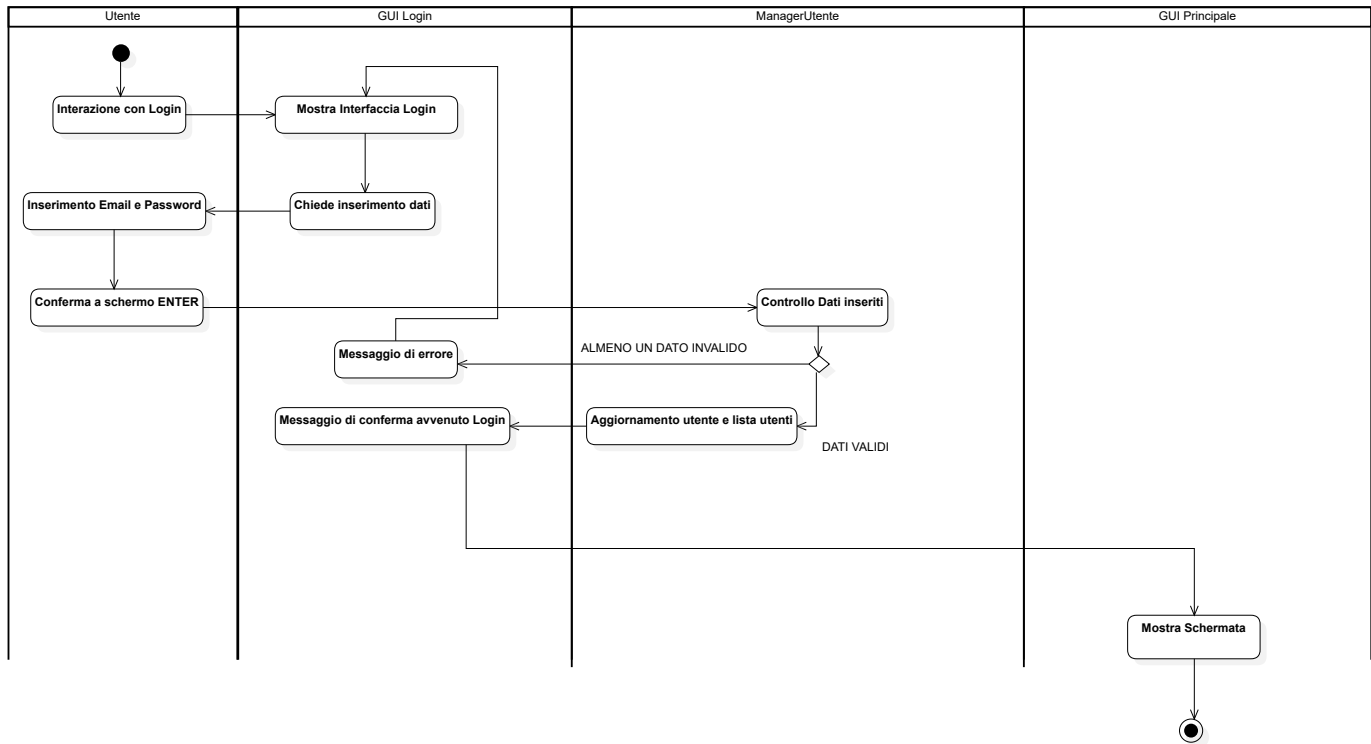 Utente
GUI Login
ManagerUtente
GUI Principale
Interazione con Login
Mostra Interfaccia Login
Inserimento Email e Password
Chiede inserimento dati
Conferma a schermo ENTER
Controllo Dati inseriti
Messaggio di errore
ALMENO UN DATO INVALIDO
Messaggio di conferma avvenuto Login
Aggiornamento utente e lista utenti
DATI VALIDI
Mostra Schermata